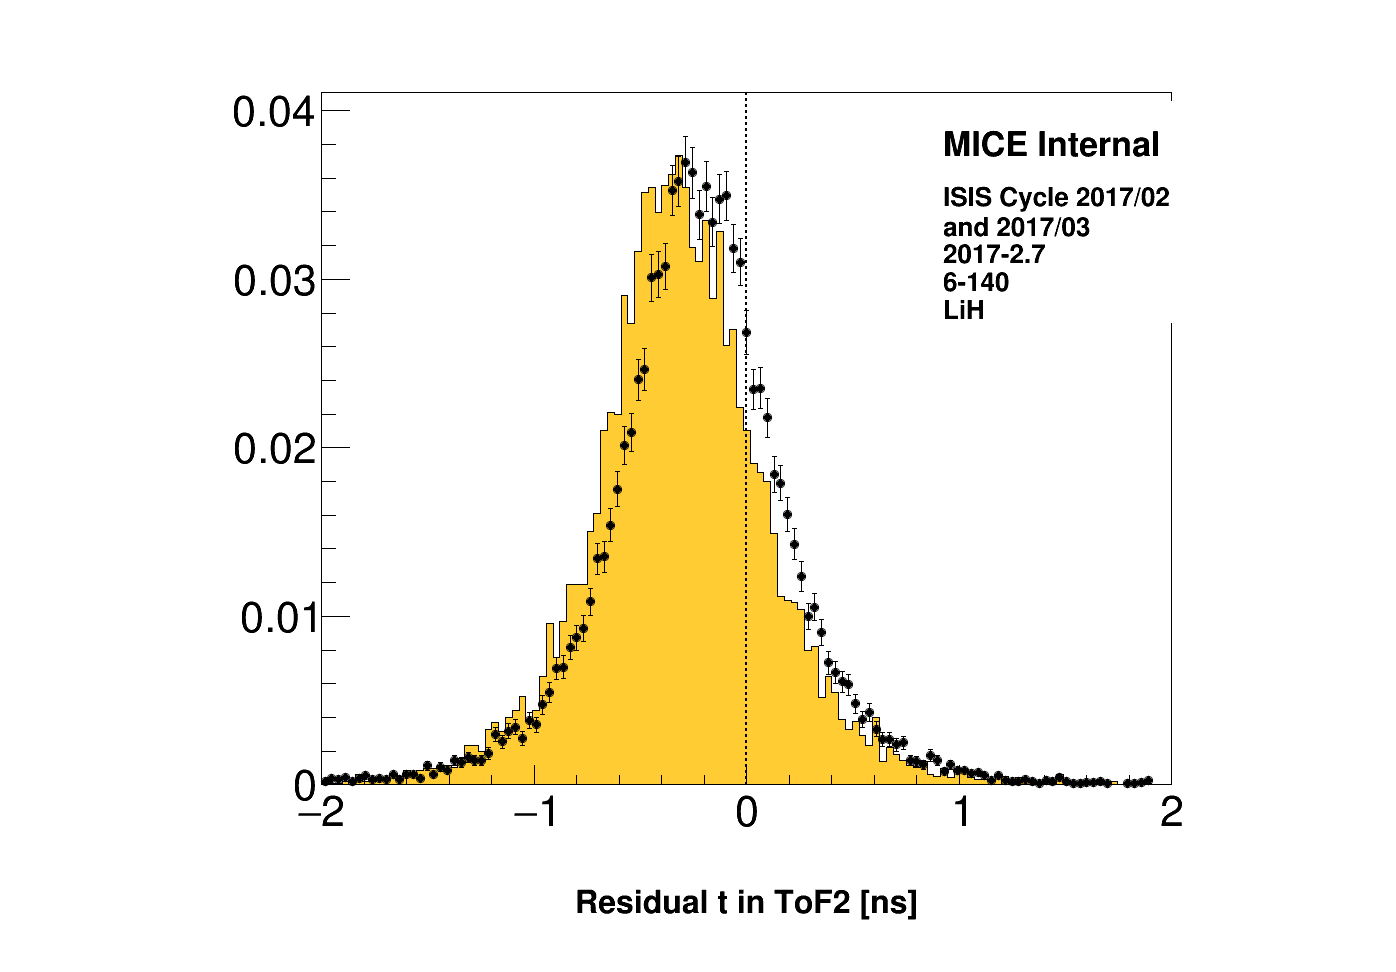 0.04
0.03
0.02
0.01
0
−2
−1
0
1
2
MICE Internal
ISIS Cycle 2017/02
and 2017/03
2017-2.7
6-140
LiH
Residual t in ToF2 [ns]